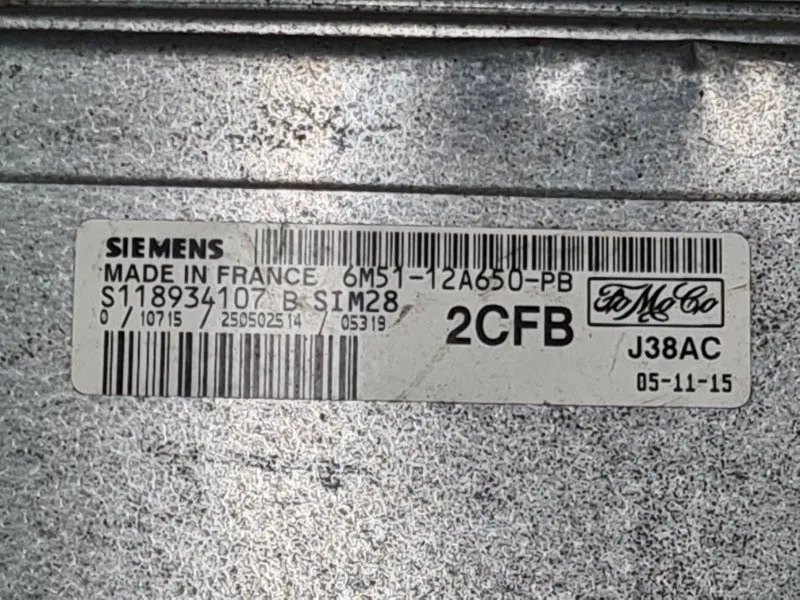 SIEMENS
MADE IN FRANCE 6M51-12A650-PB
S118934107 B SIM28
0 / 10715 / 250502514 / 05319
2CFB
FoMoCo
J38AC
05-11-15